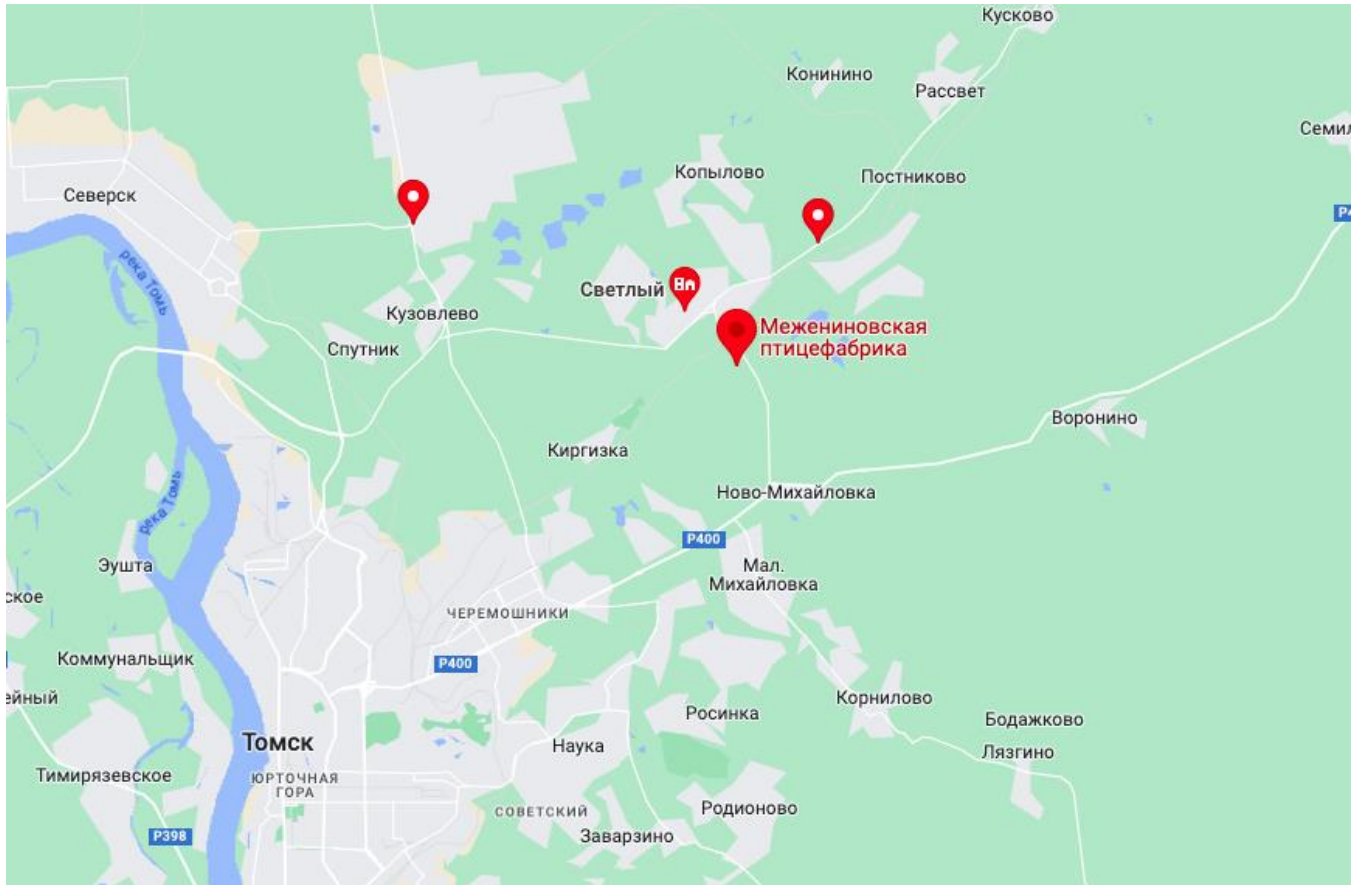 Кусково
Конинино
Рассвет
Семил
Копылово
Постниково
Северск
Р4
река Томь
Светлый
Кузовлево
Межениновская
птицефабрика
Спутник
Воронино
Киргизка
Ново-Михайловка
река Томь
Р400
Эушта
Мал.
Михайловка
ское
ЧЕРЕМОШНИКИ
Коммунальщик
Р400
ейный
Корнилово
Росинка
Бодажково
Томск
Наука
Лязгино
Тимирязевское
ЮРТОЧНАЯ
ГОРА
СОВЕТСКИЙ
Родионово
Р398
Заварзино